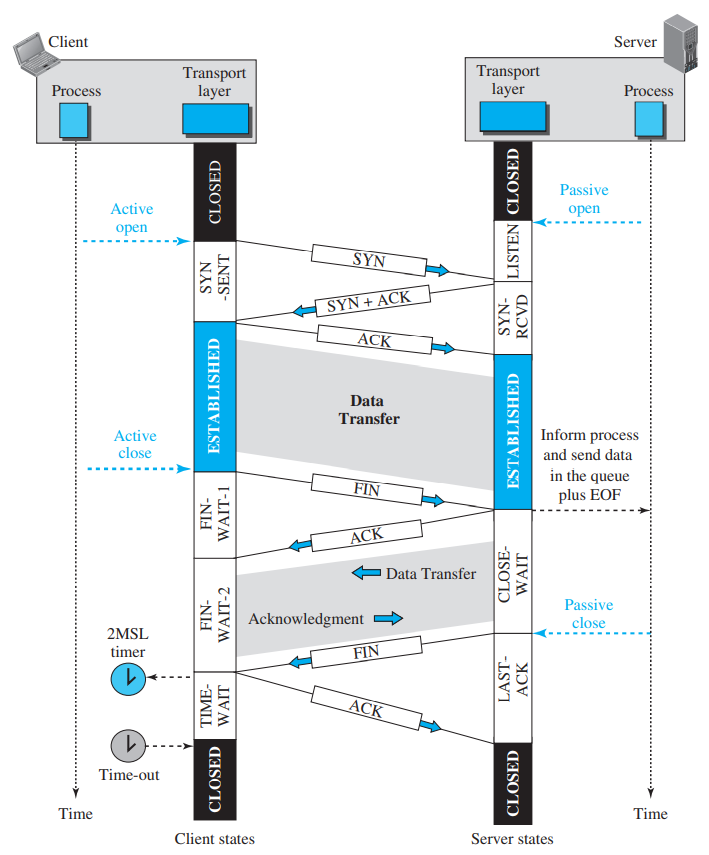 Client
Server
Process
Transport
layer
Transport
layer
Process
CLOSED
CLOSED
Active
open
Passive
open
SYN
-SENT
LISTEN
SYN
SYN + ACK
SYN-
RCVD
ACK
ESTABLISHED
Data
Transfer
ESTABLISHED
Active
close
Inform process
and send data
in the queue
plus EOF
FIN-
WAIT-1
FIN
ACK
CLOSE-
WAIT
FIN-
WAIT-2
Data Transfer
Acknowledgment
Passive
close
2MSL
timer
FIN
LAST-
ACK
TIME-
WAIT
ACK
CLOSED
CLOSED
Time-out
Time
Time
Client states
Server states